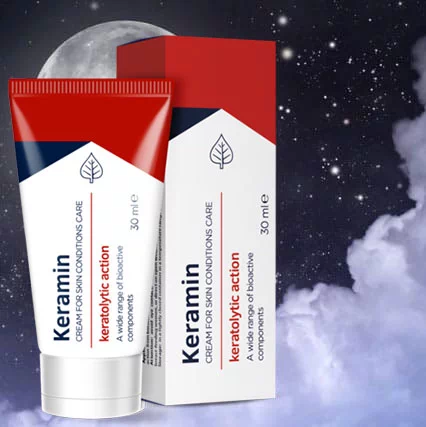 Keramin
CREAM FOR SKIN CONDITIONS CARE
keratolytic action
A wide range of bioactive
components
30 ml e
Keramin
CREAM FOR SKIN CONDITIONS CARE
keratolytic action
A wide range of bioactive
components
30 ml e